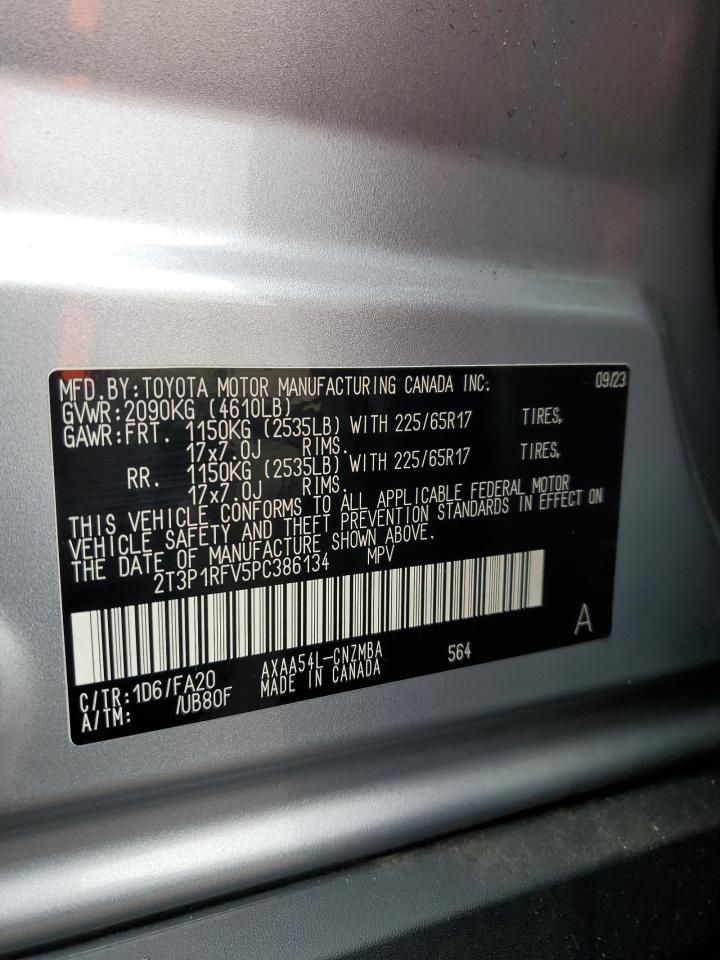 MFD. BY: TOYOTA MOTOR MANUFACTURING CANADA INC. 09/23
GVWR: 2090KG (4610LB)
GAWR: FRT. 1150KG (2535LB) WITH 225/65R17 TIRES,
17x7.0J RIMS.
RR. 1150KG (2535LB) WITH 225/65R17 TIRES,
17x7.0J RIMS.
THIS VEHICLE CONFORMS TO ALL APPLICABLE FEDERAL MOTOR
VEHICLE SAFETY AND THEFT PREVENTION STANDARDS IN EFFECT ON
THE DATE OF MANUFACTURE SHOWN ABOVE.
2T3P1RFV5PC386134 MPV
A
C/TR: 1D6/FA20 AXAA54L-CNZMBA 564
A/TM: /UB80F MADE IN CANADA